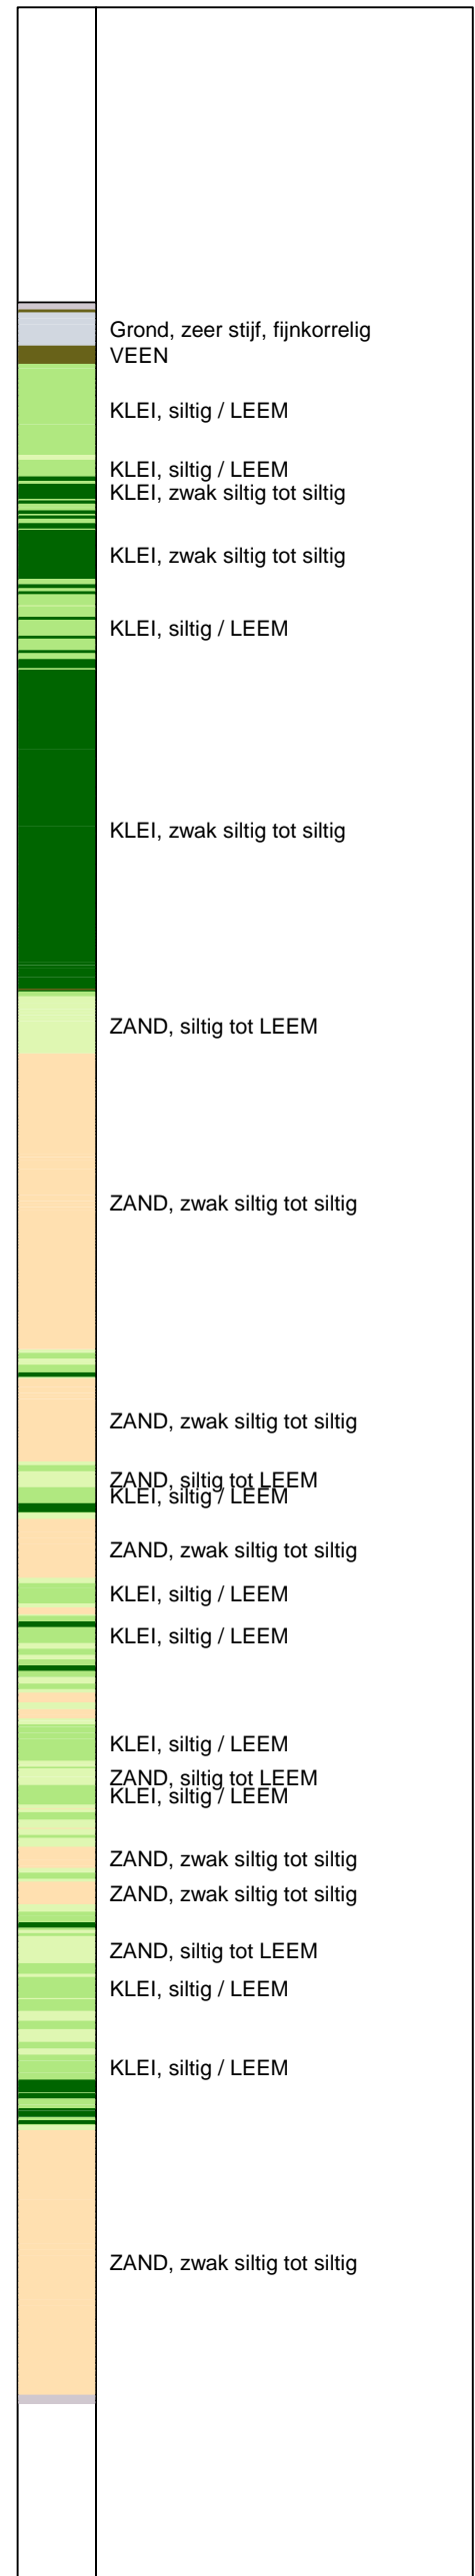 Grond, zeer stijf, fijnkorrelig
VEEN
KLEI, siltig / LEEM
KLEI, siltig / LEEM
KLEI, zwak siltig tot siltig
KLEI, zwak siltig tot siltig
KLEI, siltig / LEEM
KLEI, zwak siltig tot siltig
ZAND, siltig tot LEEM
ZAND, zwak siltig tot siltig
ZAND, zwak siltig tot siltig
ZAND, siltig tot LEEM
KLEI, siltig / LEEM
ZAND, zwak siltig tot siltig
KLEI, siltig / LEEM
KLEI, siltig / LEEM
KLEI, siltig / LEEM
ZAND, siltig tot LEEM
KLEI, siltig / LEEM
ZAND, zwak siltig tot siltig
ZAND, zwak siltig tot siltig
ZAND, siltig tot LEEM
KLEI, siltig / LEEM
KLEI, siltig / LEEM
ZAND, zwak siltig tot siltig